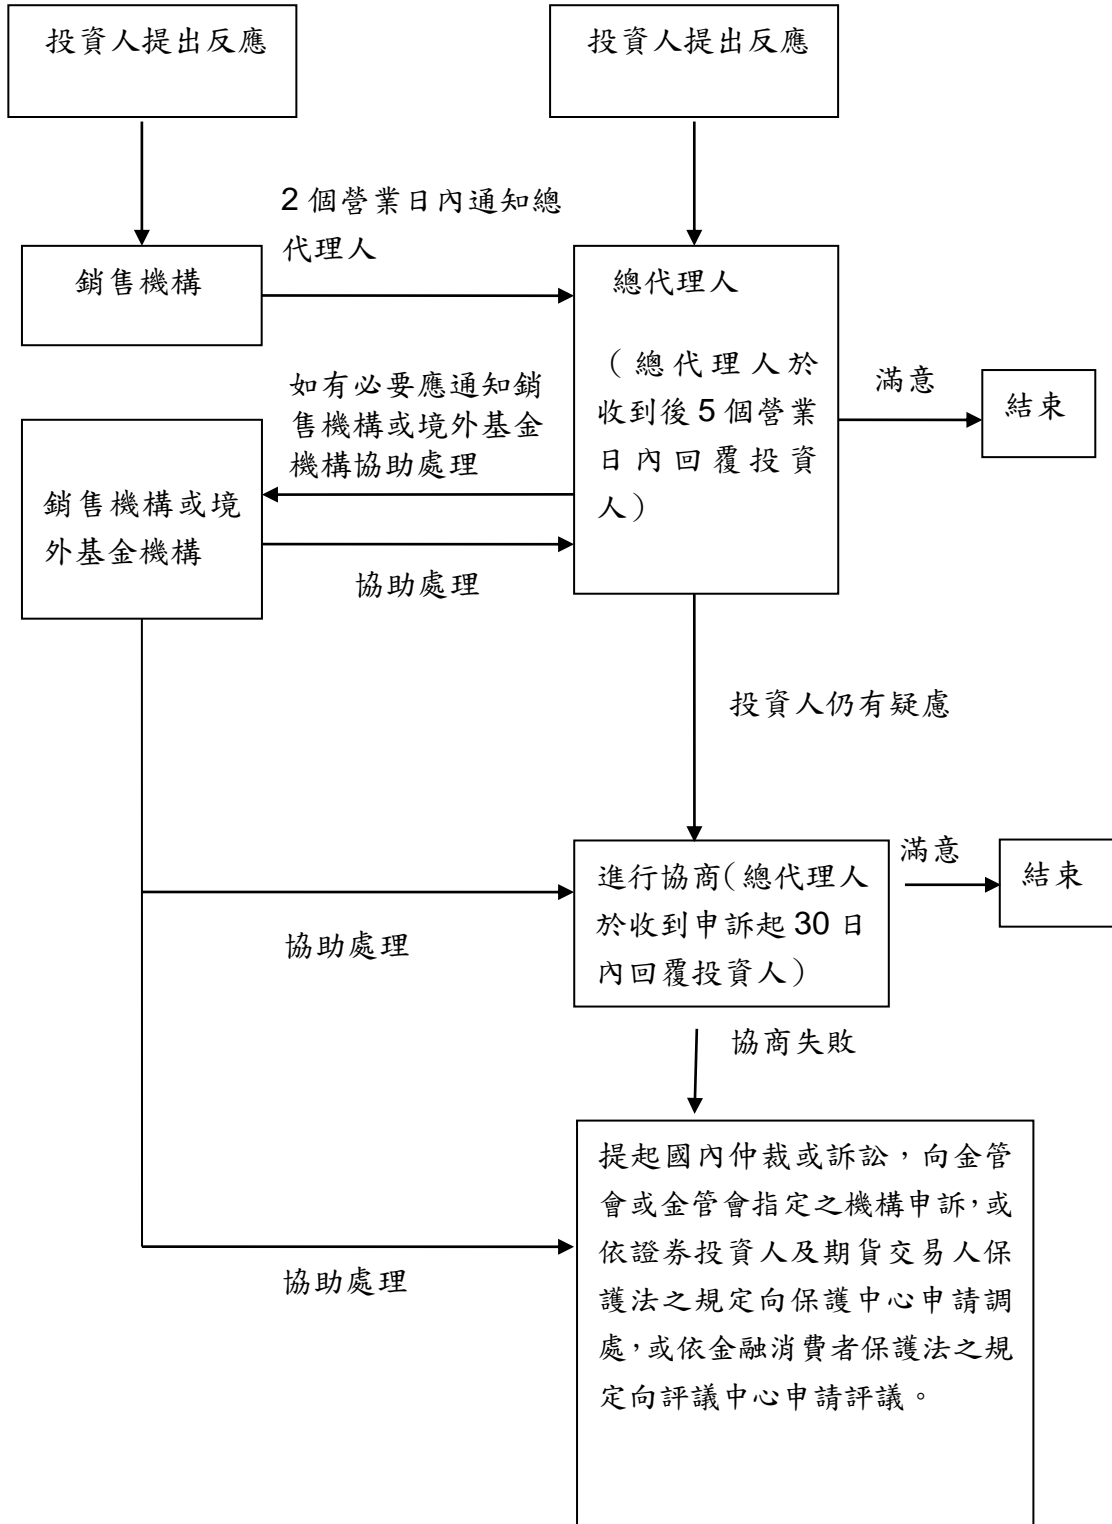 投資人提出反應
投資人提出反應
2 個營業日內通知總
代理人
銷售機構
總代理人
（總代理人於
收到後 5 個營業
日內回覆投資
人）
滿意
結束
如有必要應通知銷
售機構或境外基金
機構協助處理
銷售機構或境
外基金機構
協助處理
投資人仍有疑慮
進行協商（總代理人
於收到申訴起 30 日
內回覆投資人）
滿意
結束
協助處理
協商失敗
提起國內仲裁或訴訟，向金管
會或金管會指定之機構申訴，或
依證券投資人及期貨交易人保
護法之規定向保護中心申請調
處，或依金融消費者保護法之規
定向評議中心申請評議。
協助處理